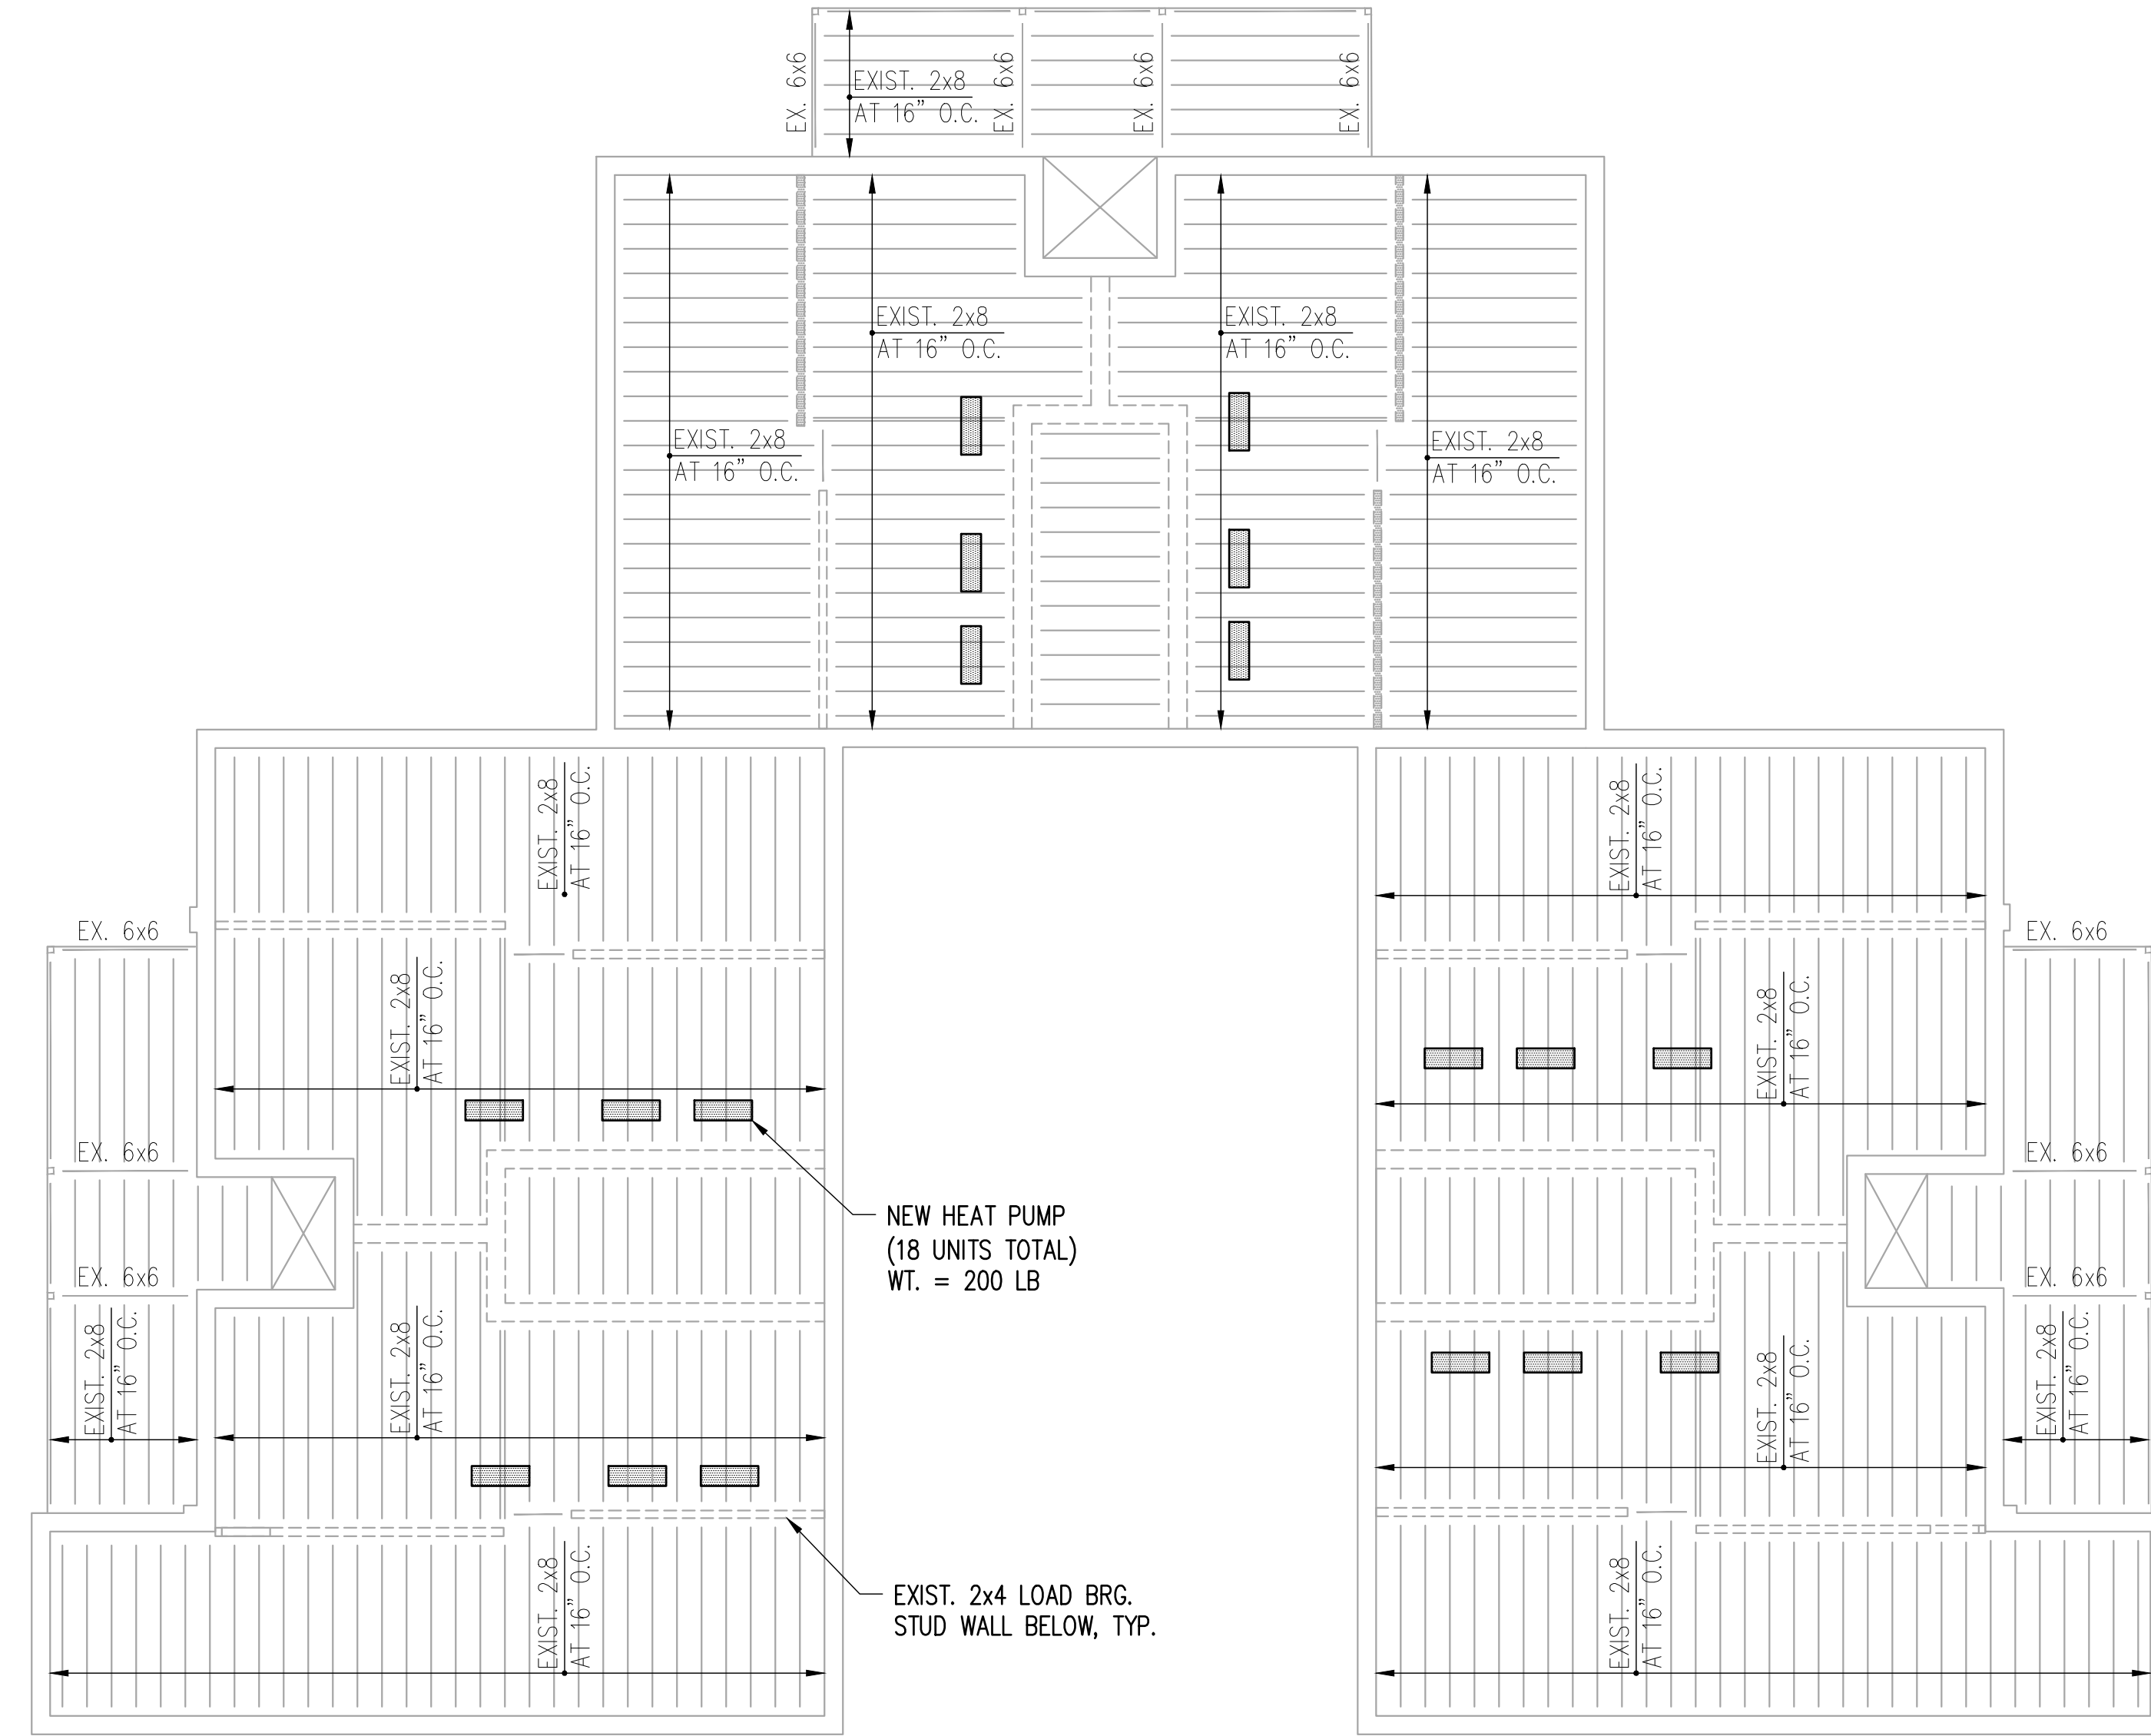 EX. 6x6
EX. 6x6
EX. 6x6
EX. 6x6
EXIST. 2x8
AT 16" O.C.
EXIST. 2x8
AT 16" O.C.
EXIST. 2x8
AT 16" O.C.
EXIST. 2x8
AT 16" O.C.
EXIST. 2x8
AT 16" O.C.
EXIST. 2x8
AT 16" O.C.
EXIST. 2x8
AT 16" O.C.
EX. 6x6
EX. 6x6
EXIST. 2x8
AT 16" O.C.
EXIST. 2x8
AT 16" O.C.
EX. 6x6
EX. 6x6
NEW HEAT PUMP
(18 UNITS TOTAL)
WT. = 200 LB
EX. 6x6
EX. 6x6
EXIST. 2x8
AT 16" O.C.
EXIST. 2x8
AT 16" O.C.
EXIST. 2x8
AT 16" O.C.
EXIST. 2x8
AT 16" O.C.
EXIST. 2x8
AT 16" O.C.
EXIST. 2x4 LOAD BRG.
STUD WALL BELOW, TYP.
EXIST. 2x8
AT 16" O.C.